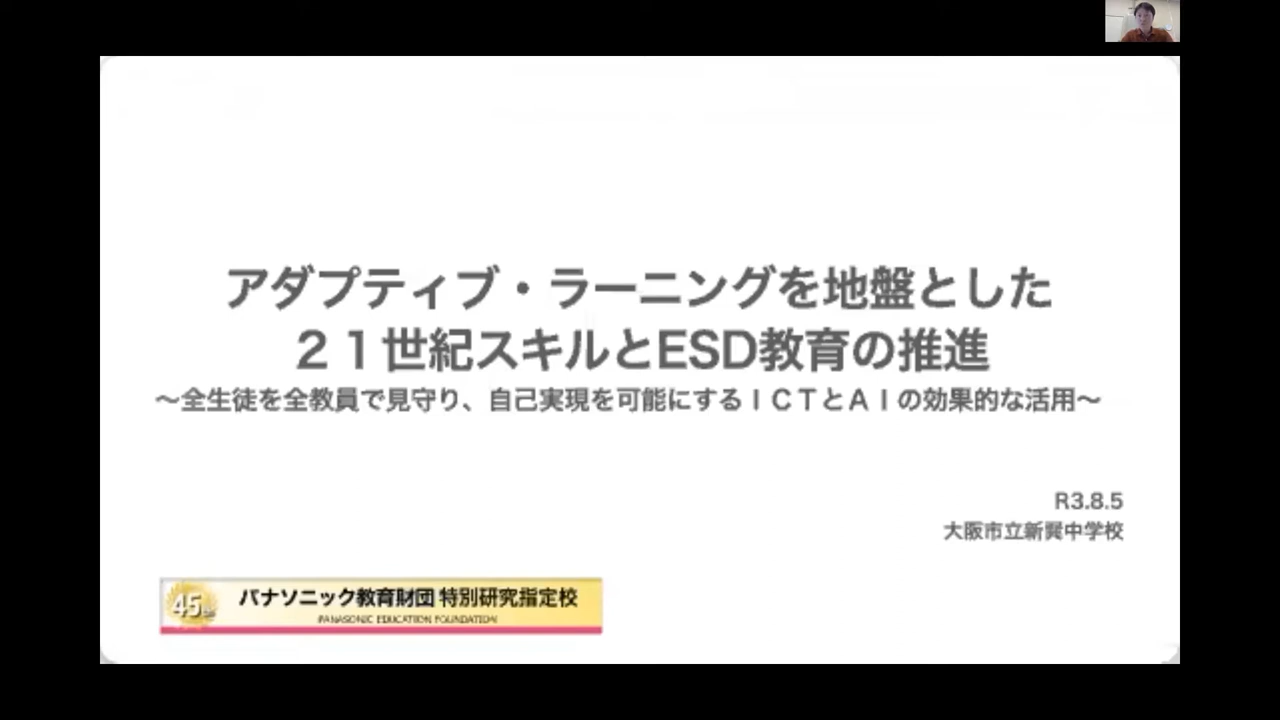 アダプティブ・ラーニングを地盤とした
２１世紀スキルとESD教育の推進
～全生徒を全教員で見守り、自己実現を可能にするＩＣＴとＡＩの効果的な活用～
R3.8.5
大阪市立新巽中学校
45th
パナソニック教育財団 特別研究指定校
PANASONIC EDUCATION FOUNDATION